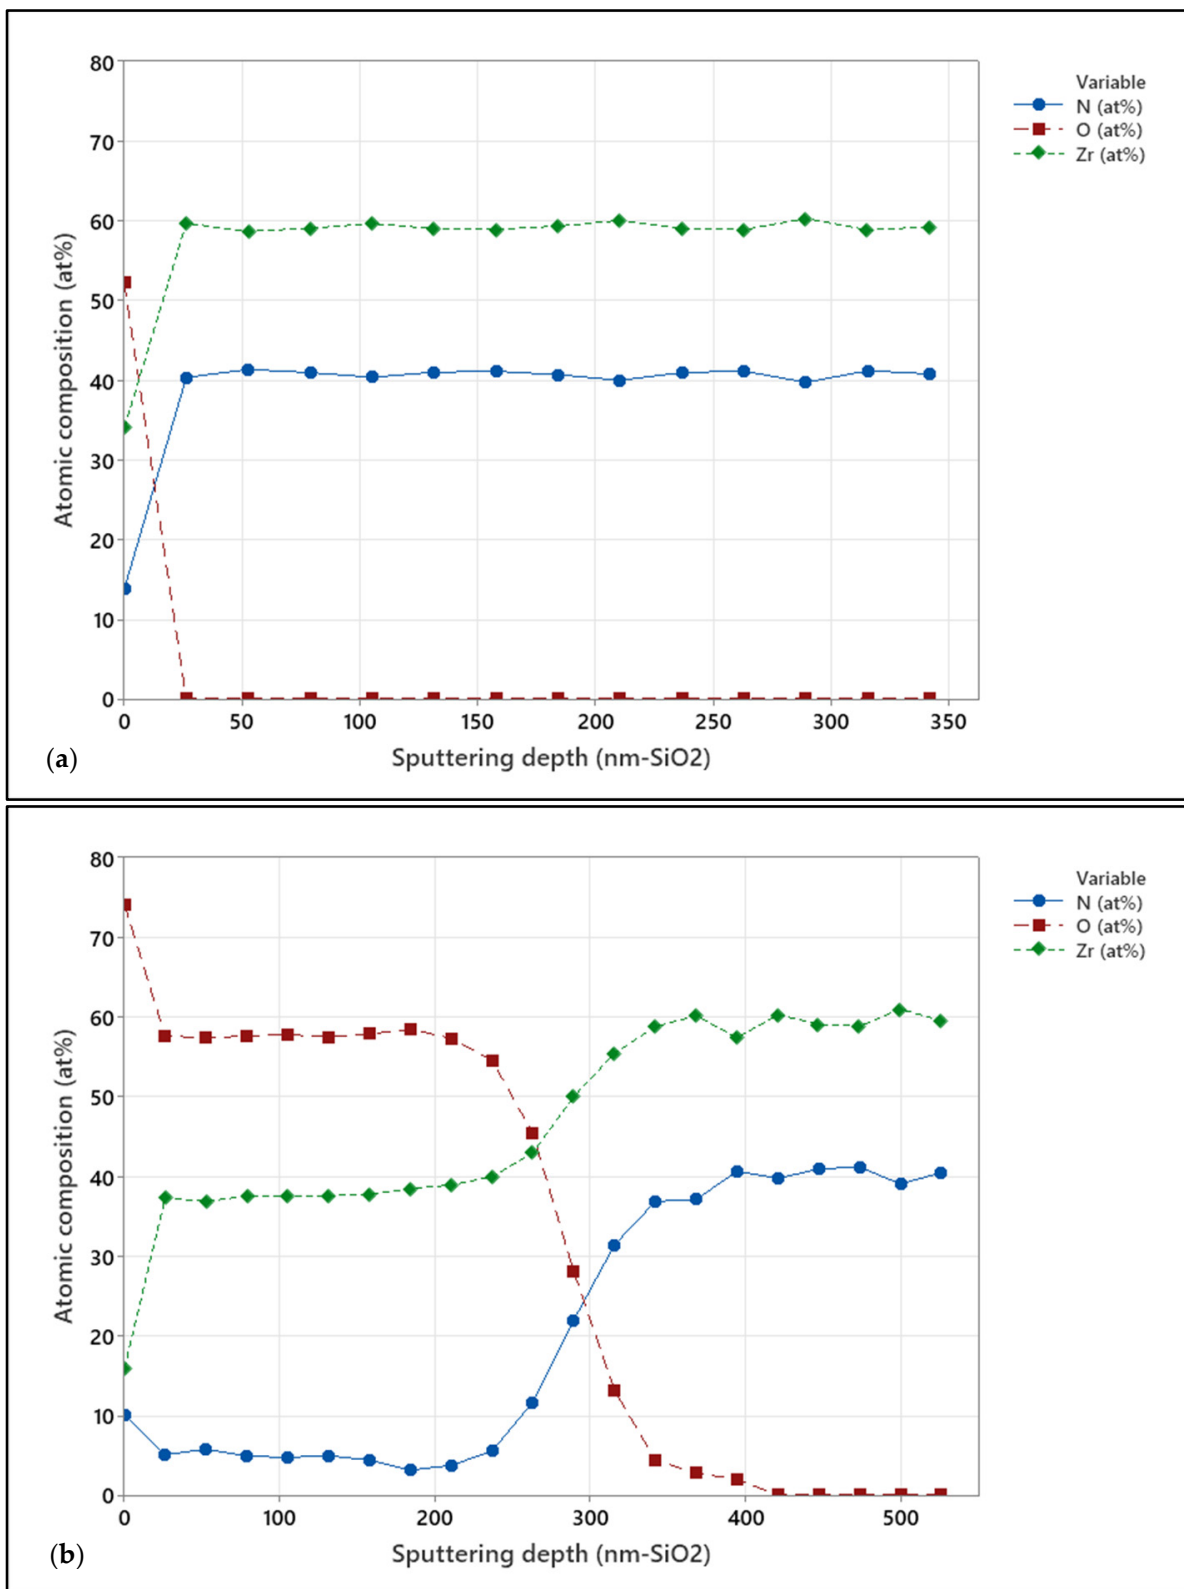 80
70
60
50
40
30
20
10
0
Atomic composition (at%)
0 50 100 150 200 250 300 350
Sputtering depth (nm-SiO2)
Variable
N (at%)
O (at%)
Zr (at%)
(a)
80
70
60
50
40
30
20
10
0
Atomic composition (at%)
0 100 200 300 400 500
Sputtering depth (nm-SiO2)
Variable
N (at%)
O (at%)
Zr (at%)
(b)